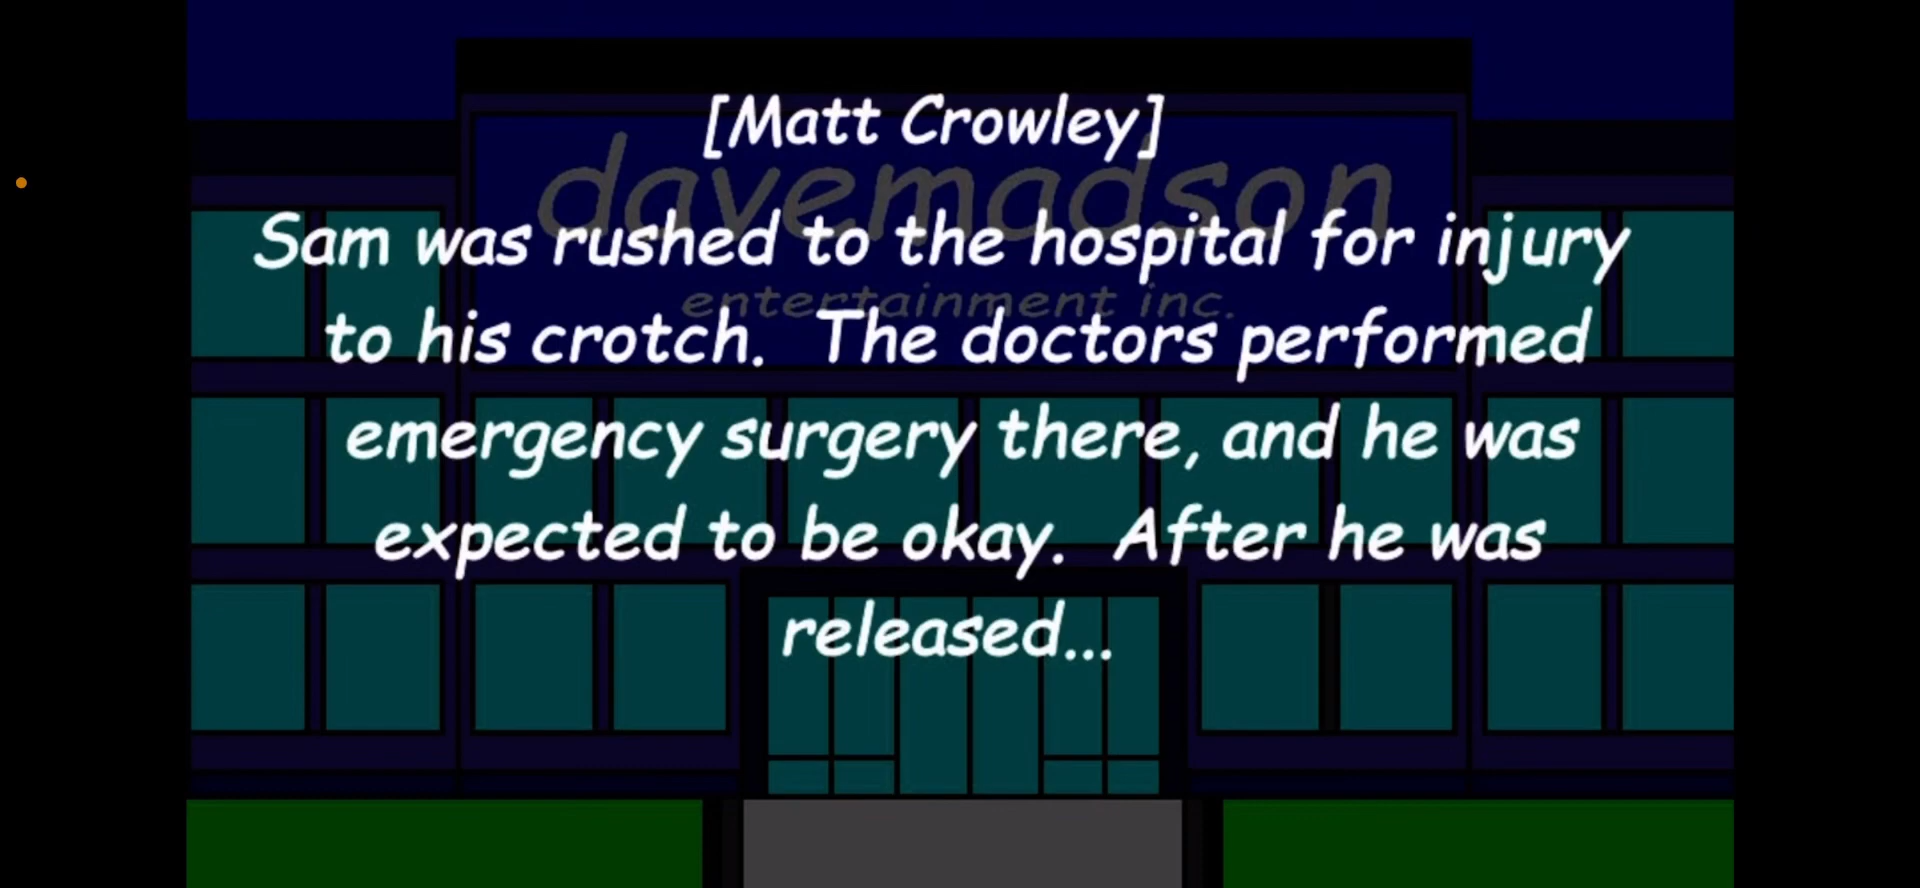 [Matt Crowley]
davemadson
Sam was rushed to the hospital for injury
entertainment inc.
to his crotch.  The doctors performed
emergency surgery there, and he was
expected to be okay.  After he was
released...